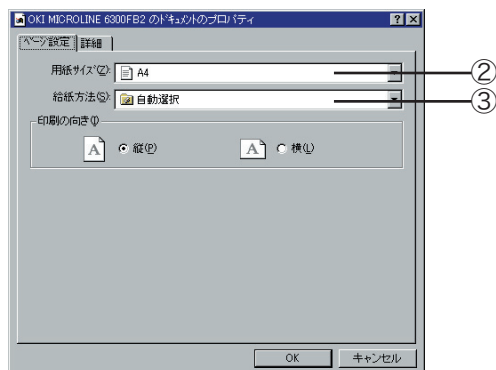 OKI MICROLINE 6300FB2 のﾄﾞｷｭﾒﾝﾄのプロパティ
ページ設定 詳細
用紙サイズ(Z): A4 ②
給紙方法(S): 自動選択 ③
印刷の向き(I)
A 縦(P) A 横(L)
OK キャンセル